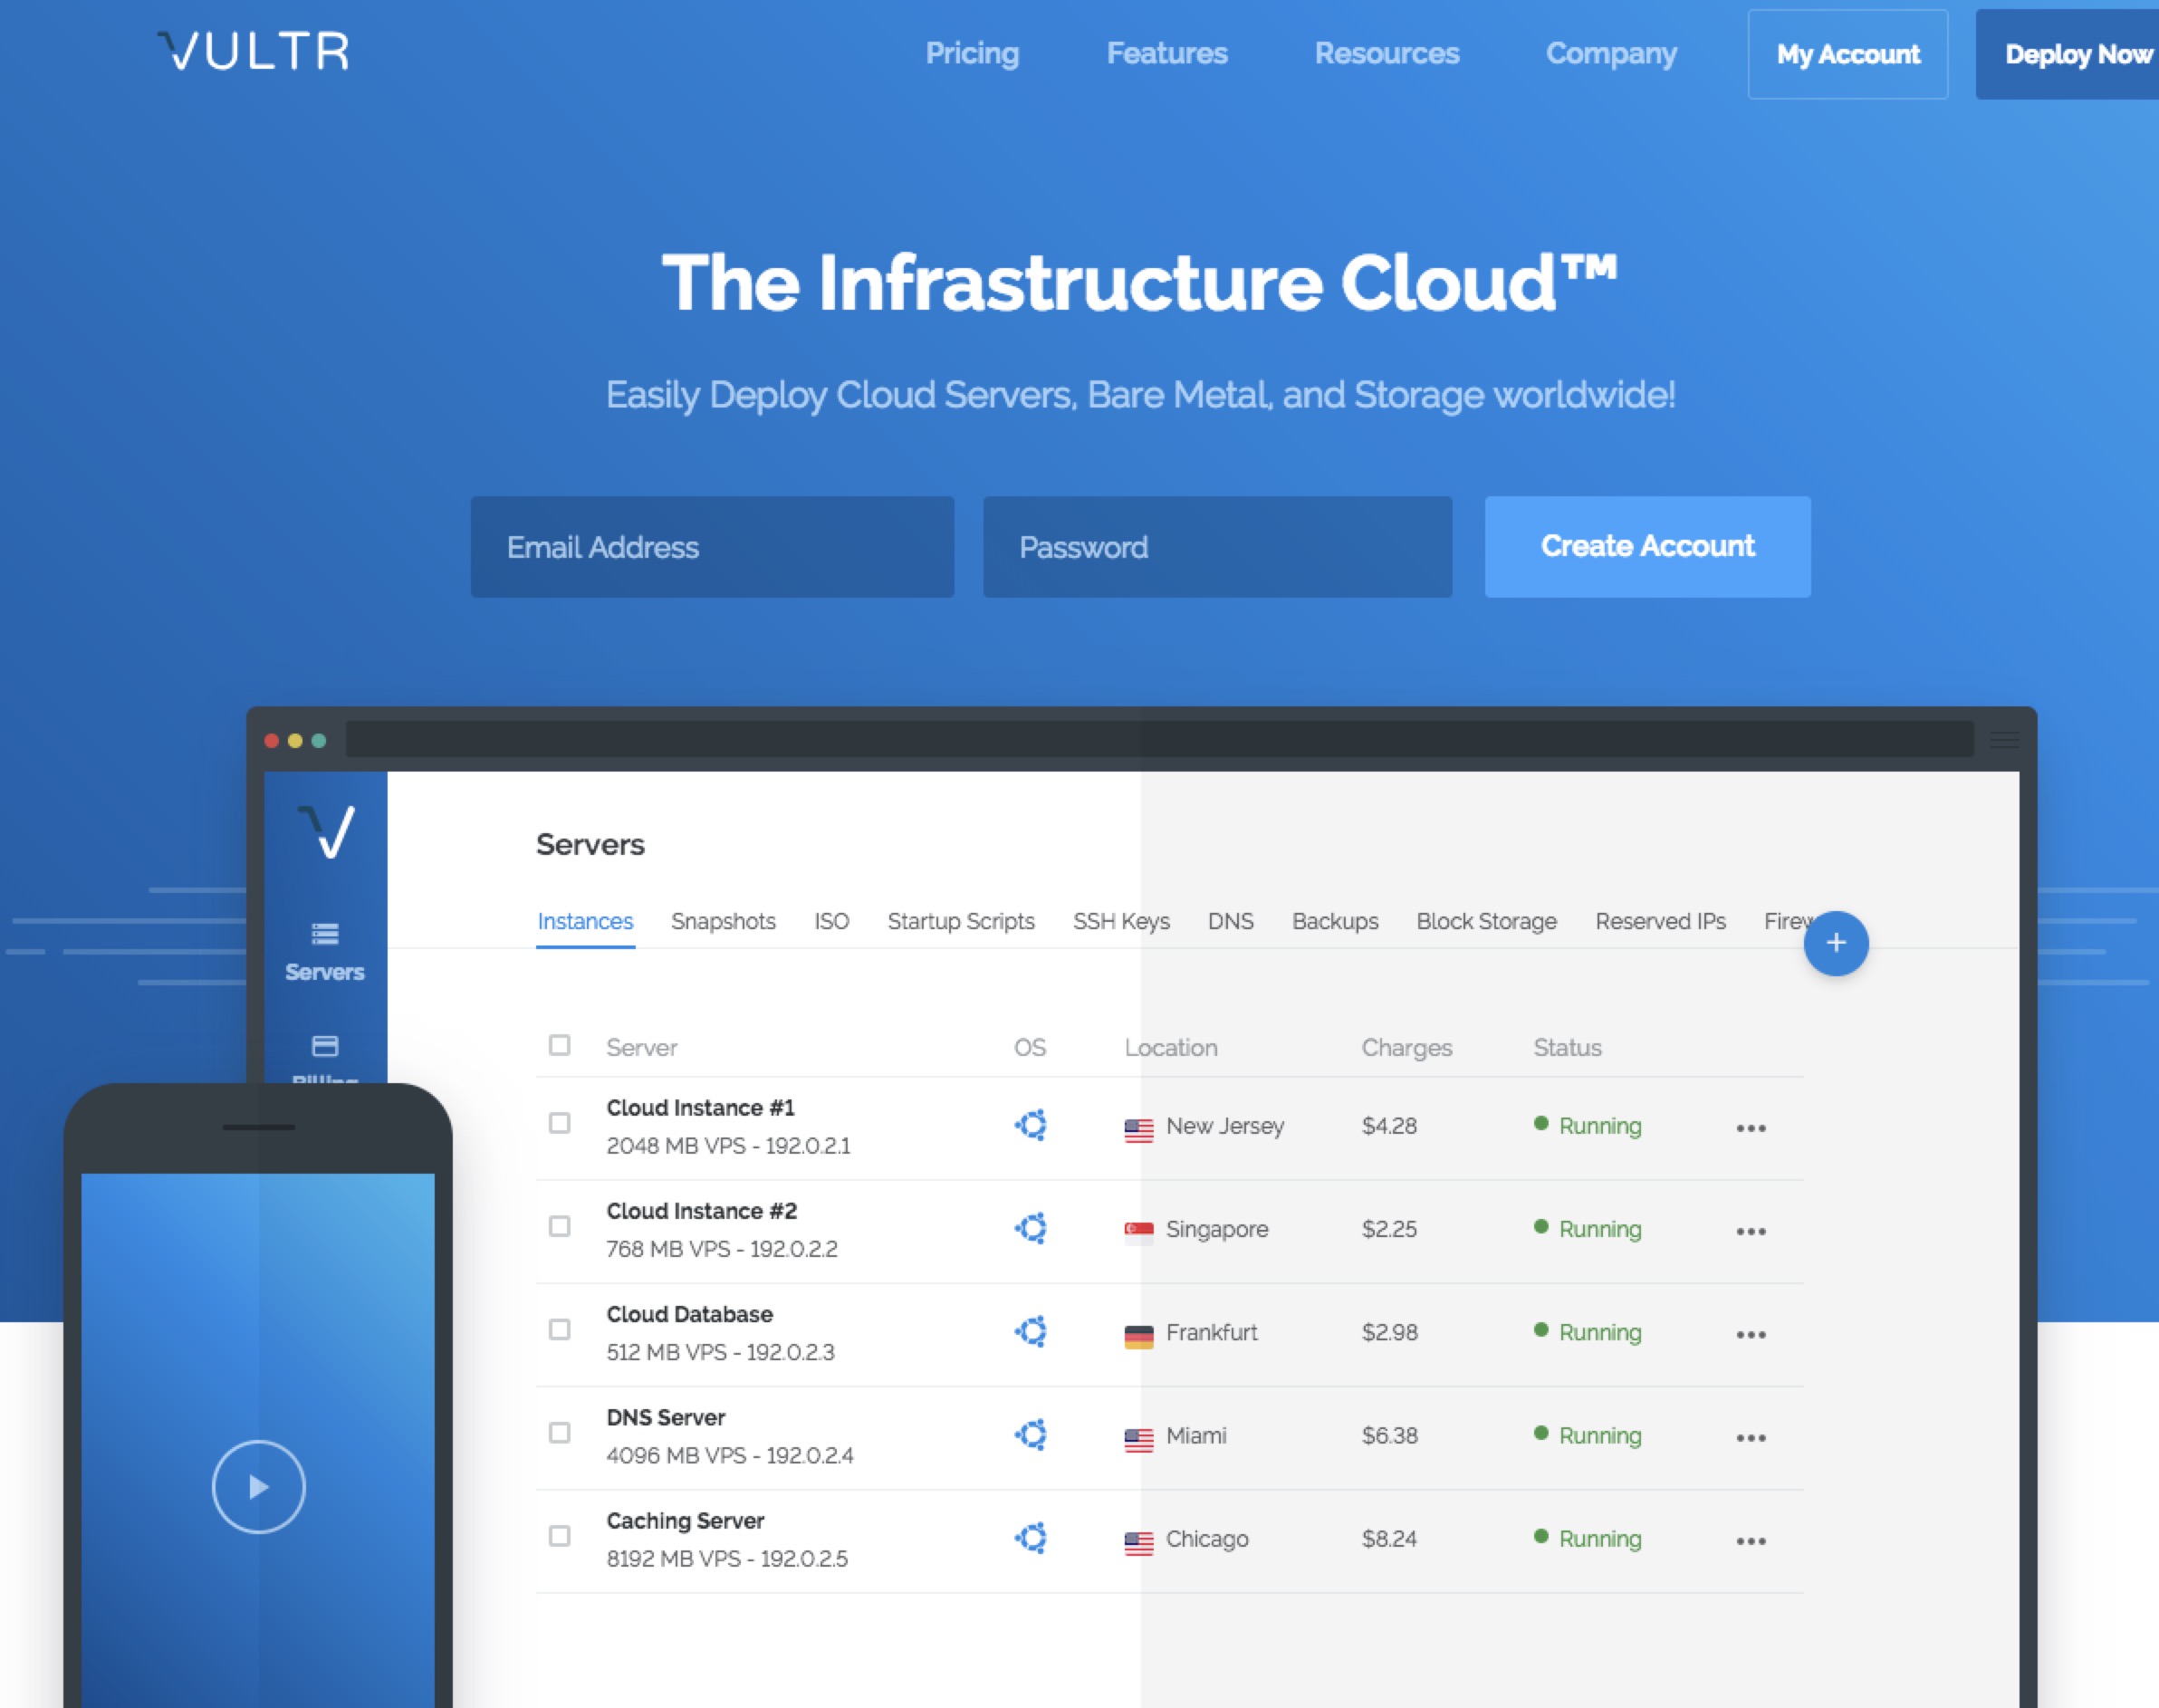 VULTR
Pricing Features Resources Company My Account Deploy Now
The Infrastructure Cloud™
Easily Deploy Cloud Servers, Bare Metal, and Storage worldwide!
Email Address Password Create Account
Servers
Instances Snapshots ISO Startup Scripts SSH Keys DNS Backups Block Storage Reserved IPs Firew
+
Servers
Billing
Server OS Location Charges Status
Cloud Instance #1
2048 MB VPS - 192.0.2.1
New Jersey $4.28 Running
Cloud Instance #2
768 MB VPS - 192.0.2.2
Singapore $2.25 Running
Cloud Database
512 MB VPS - 192.0.2.3
Frankfurt $2.98 Running
DNS Server
4096 MB VPS - 192.0.2.4
Miami $6.38 Running
Caching Server
8192 MB VPS - 192.0.2.5
Chicago $8.24 Running